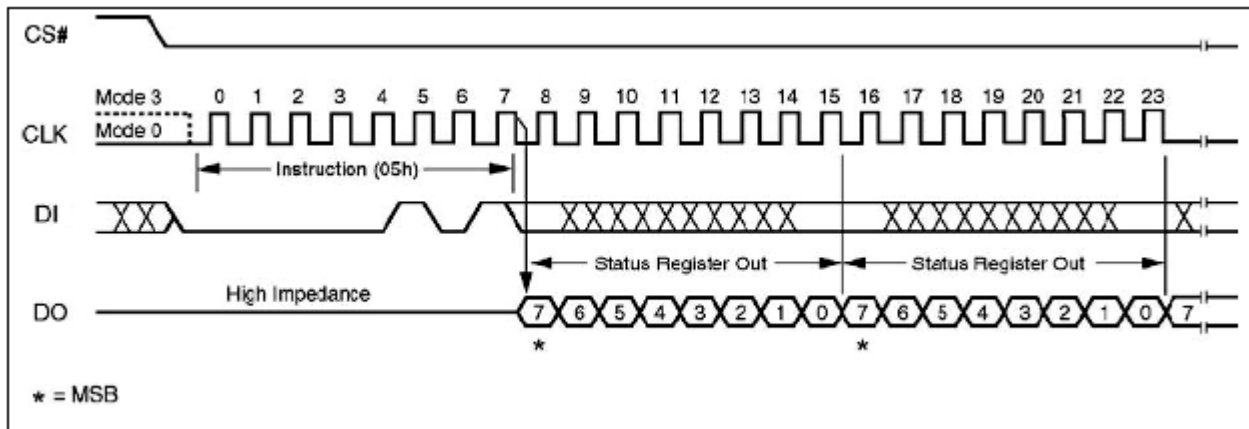 CS#
Mode 3
0 1 2 3 4 5 6 7 8 9 10 11 12 13 14 15 16 17 18 19 20 21 22 23
CLK
Mode 0
Instruction (05h)
DI
Status Register Out
Status Register Out
High Impedance
DO
7 6 5 4 3 2 1 0 7 6 5 4 3 2 1 0 7
* *
* = MSB